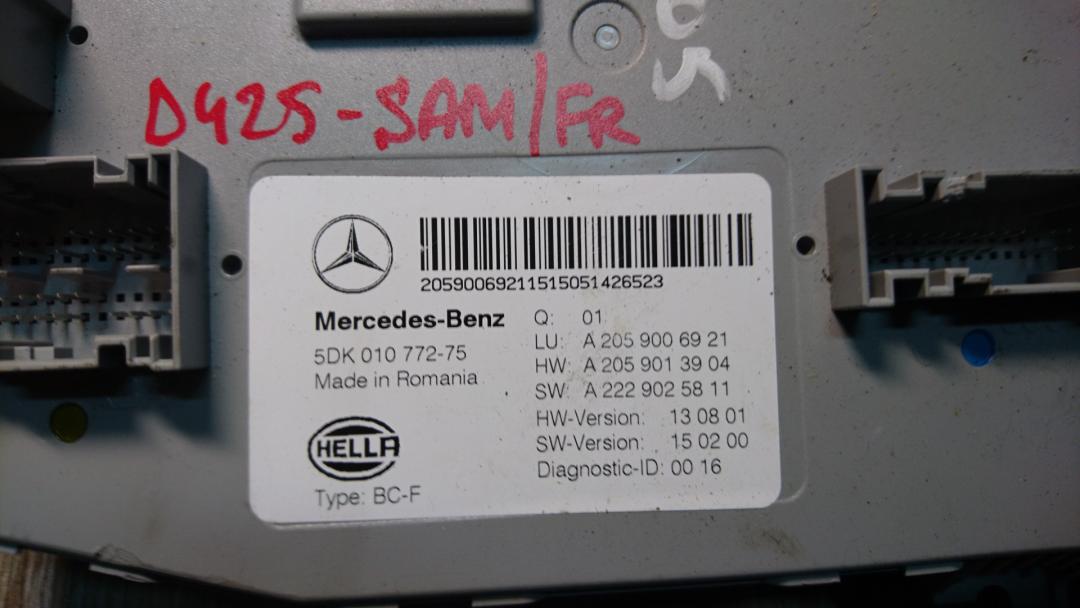 05
D425-SAM/FR
20590069211515051426523
Mercedes-Benz
5DK 010 772-75
Made in Romania
HELLA
Type: BC-F
Q: 01
LU: A 205 900 69 21
HW: A 205 901 39 04
SW: A 222 902 58 11
HW-Version: 13 08 01
SW-Version: 15 02 00
Diagnostic-ID: 00 16